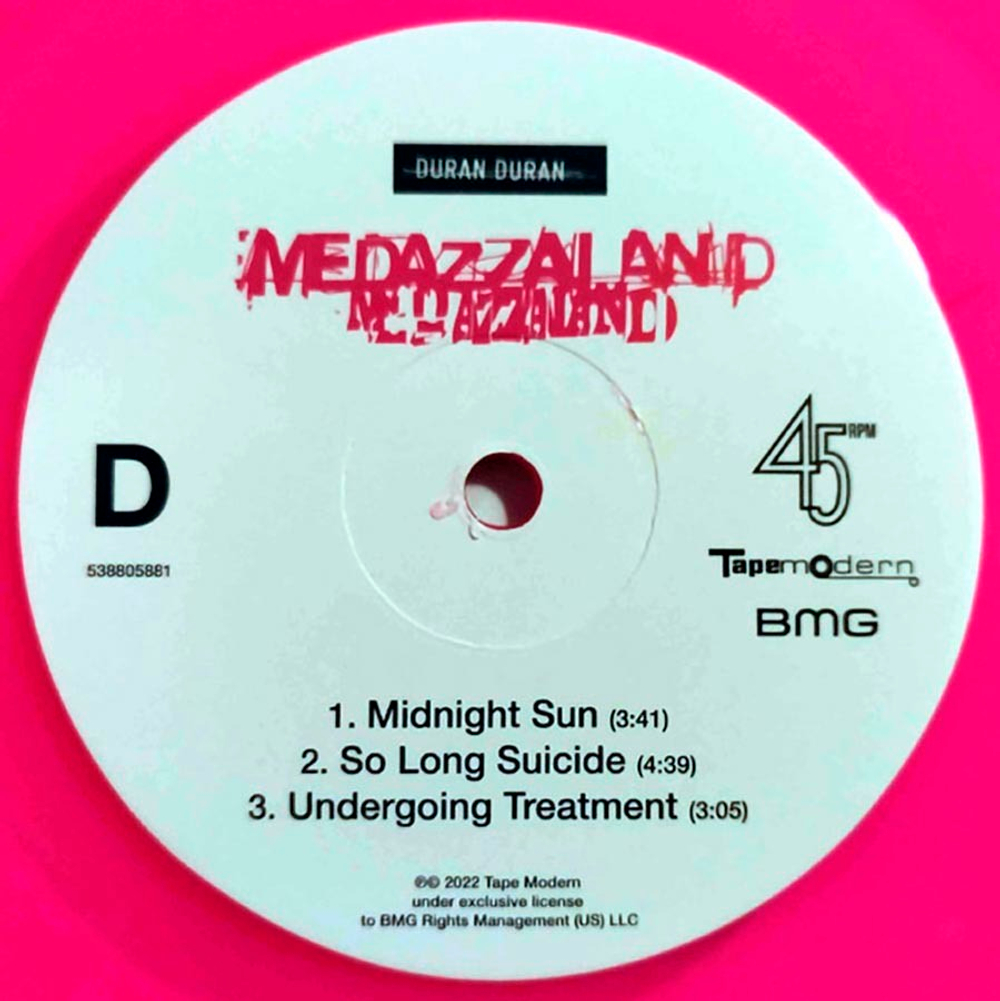 DURAN DURAN
MEDAZZALAND
MEDAZZALAND
D
538805881
45 RPM
Tapemodern
BMG
1. Midnight Sun (3:41)
2. So Long Suicide (4:39)
3. Undergoing Treatment (3:05)
℗© 2022 Tape Modern
under exclusive license
to BMG Rights Management (US) LLC